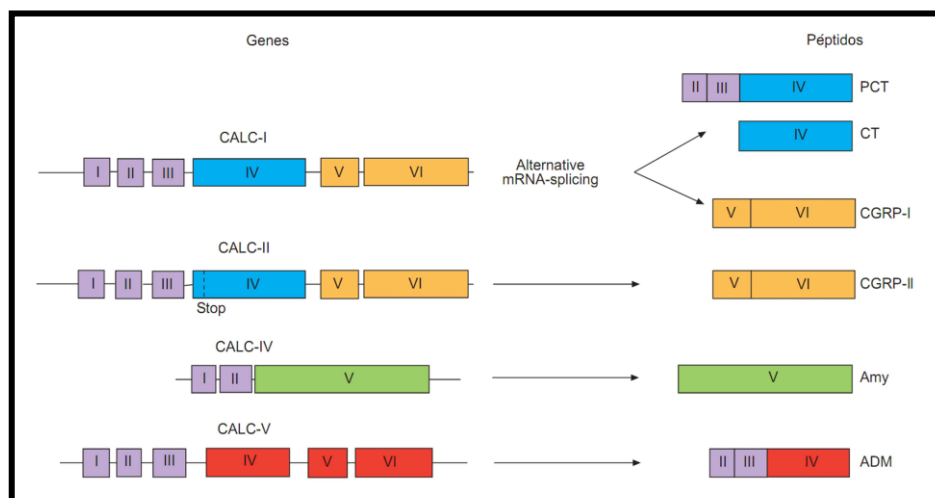 Genes Péptidos
II III IV PCT
CALC-I
IV CT
I II III IV V VI
Alternative
mRNA-splicing
V VI CGRP-I
CALC-II
I II III IV V VI V VI CGRP-II
Stop
CALC-IV
I II V V Amy
CALC-V
I II III IV V VI II III IV ADM